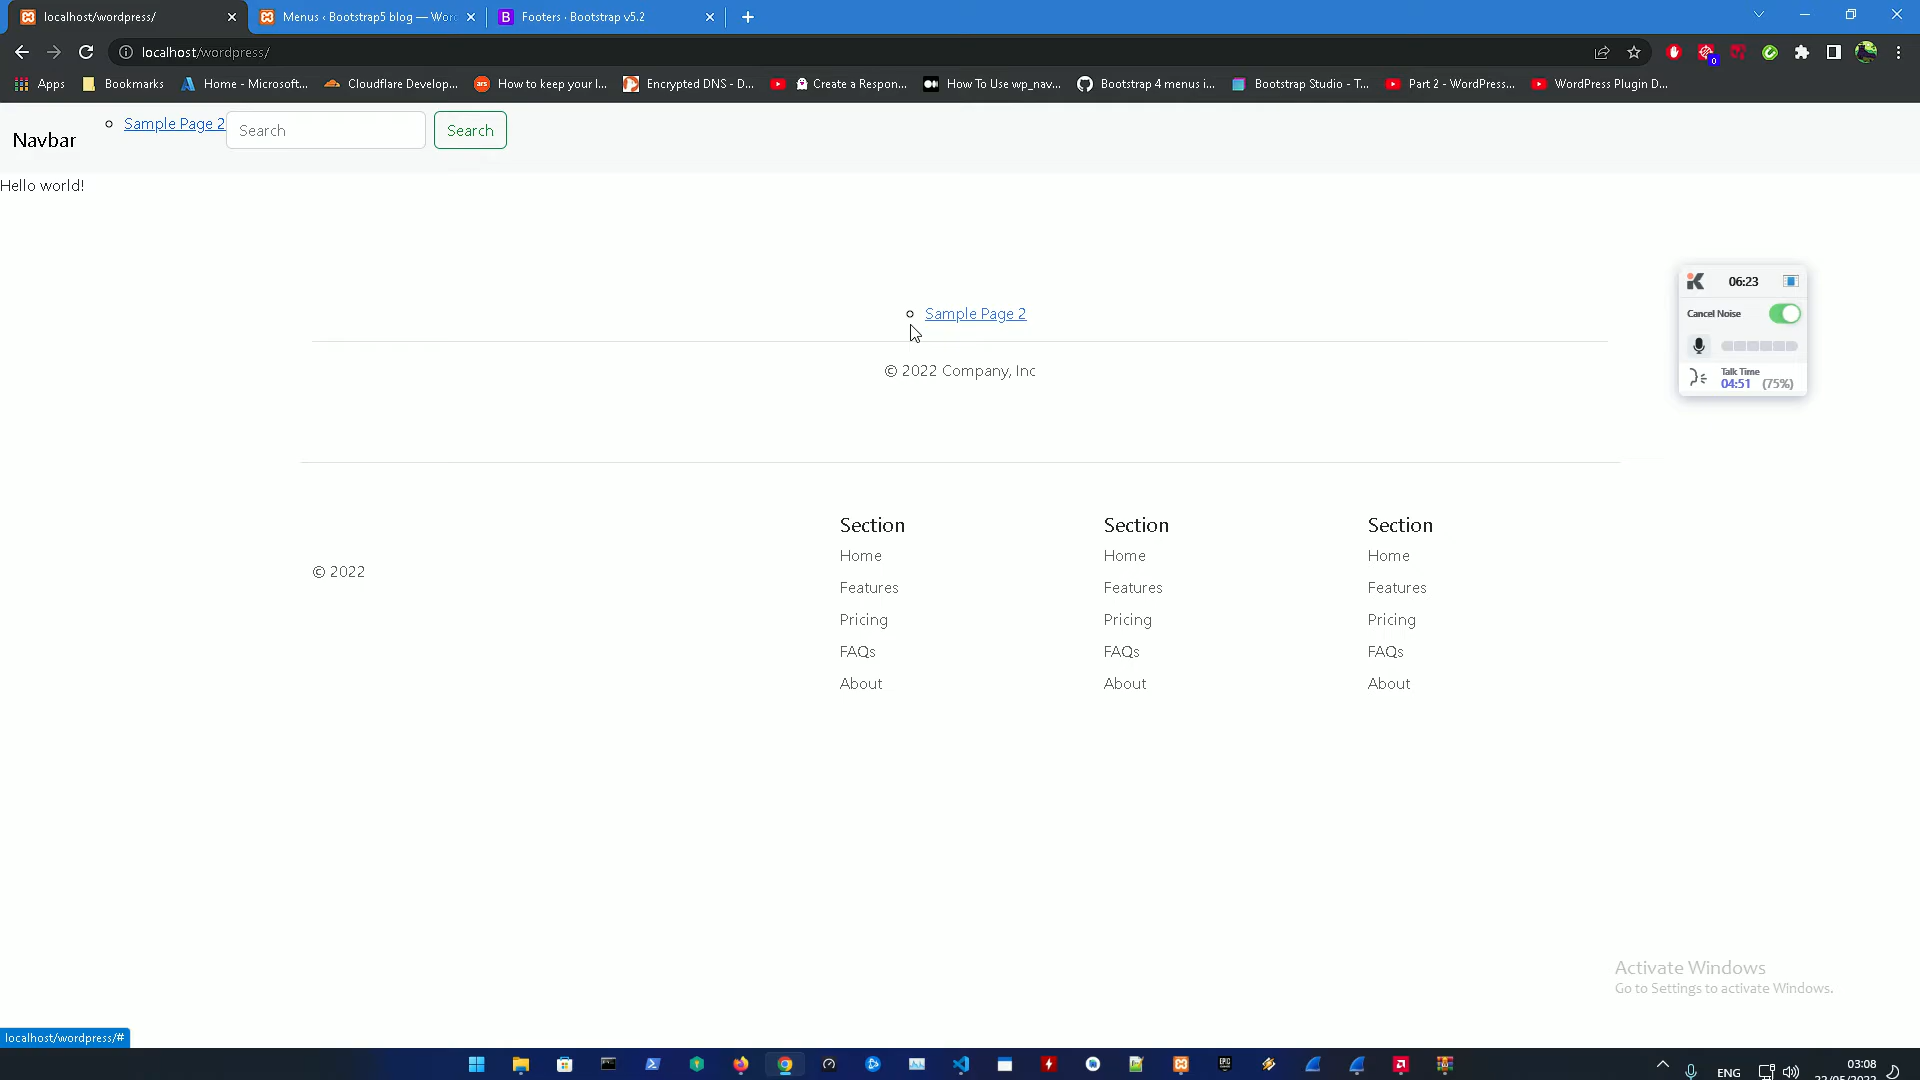 localhost/wordpress/
Menus ‹ Bootstrap5 blog — Wor
Footers · Bootstrap v5.2
localhost/wordpress/
0
Apps
Bookmarks
Home - Microsoft...
Cloudflare Develop...
ars
How to keep your l...
Encrypted DNS - D...
Create a Respon...
How To Use wp_nav...
Bootstrap 4 menus i...
Bootstrap Studio - T...
Part 2 - WordPress...
WordPress Plugin D...
Navbar
Sample Page 2
Search
Search
Hello world!
Sample Page 2
© 2022 Company, Inc
06:23
Cancel Noise
Talk Time
04:51 (75%)
© 2022
Section
Home
Features
Pricing
FAQs
About
Section
Home
Features
Pricing
FAQs
About
Section
Home
Features
Pricing
FAQs
About
Activate Windows
Go to Settings to activate Windows.
localhost/wordpress/#
ENG
03:08
22/05/2022